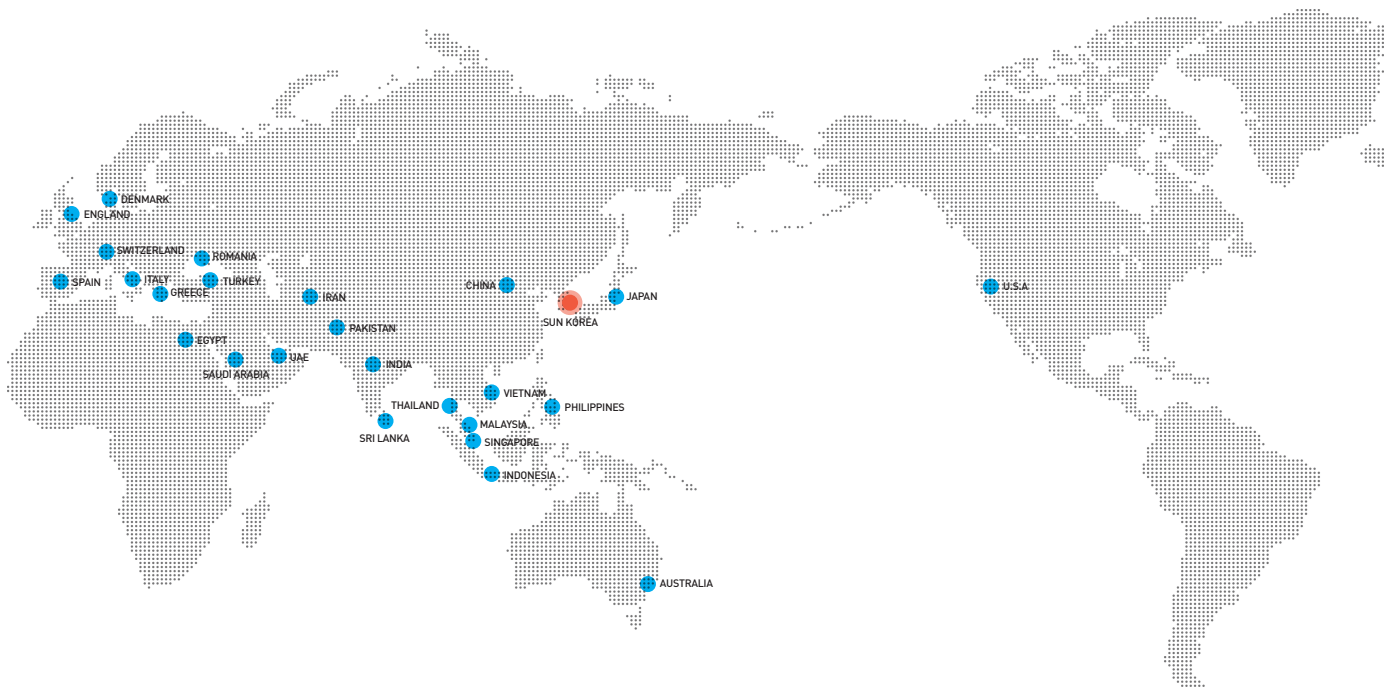 DENMARK
ENGLAND
SWITZERLAND
ROMANIA
SPAIN
ITALY
TURKEY
GREECE
IRAN
CHINA
JAPAN
U.S.A
SUN KOREA
PAKISTAN
EGYPT
UAE
SAUDI ARABIA
INDIA
VIETNAM
THAILAND
PHILIPPINES
MALAYSIA
SRI LANKA
SINGAPORE
INDONESIA
AUSTRALIA